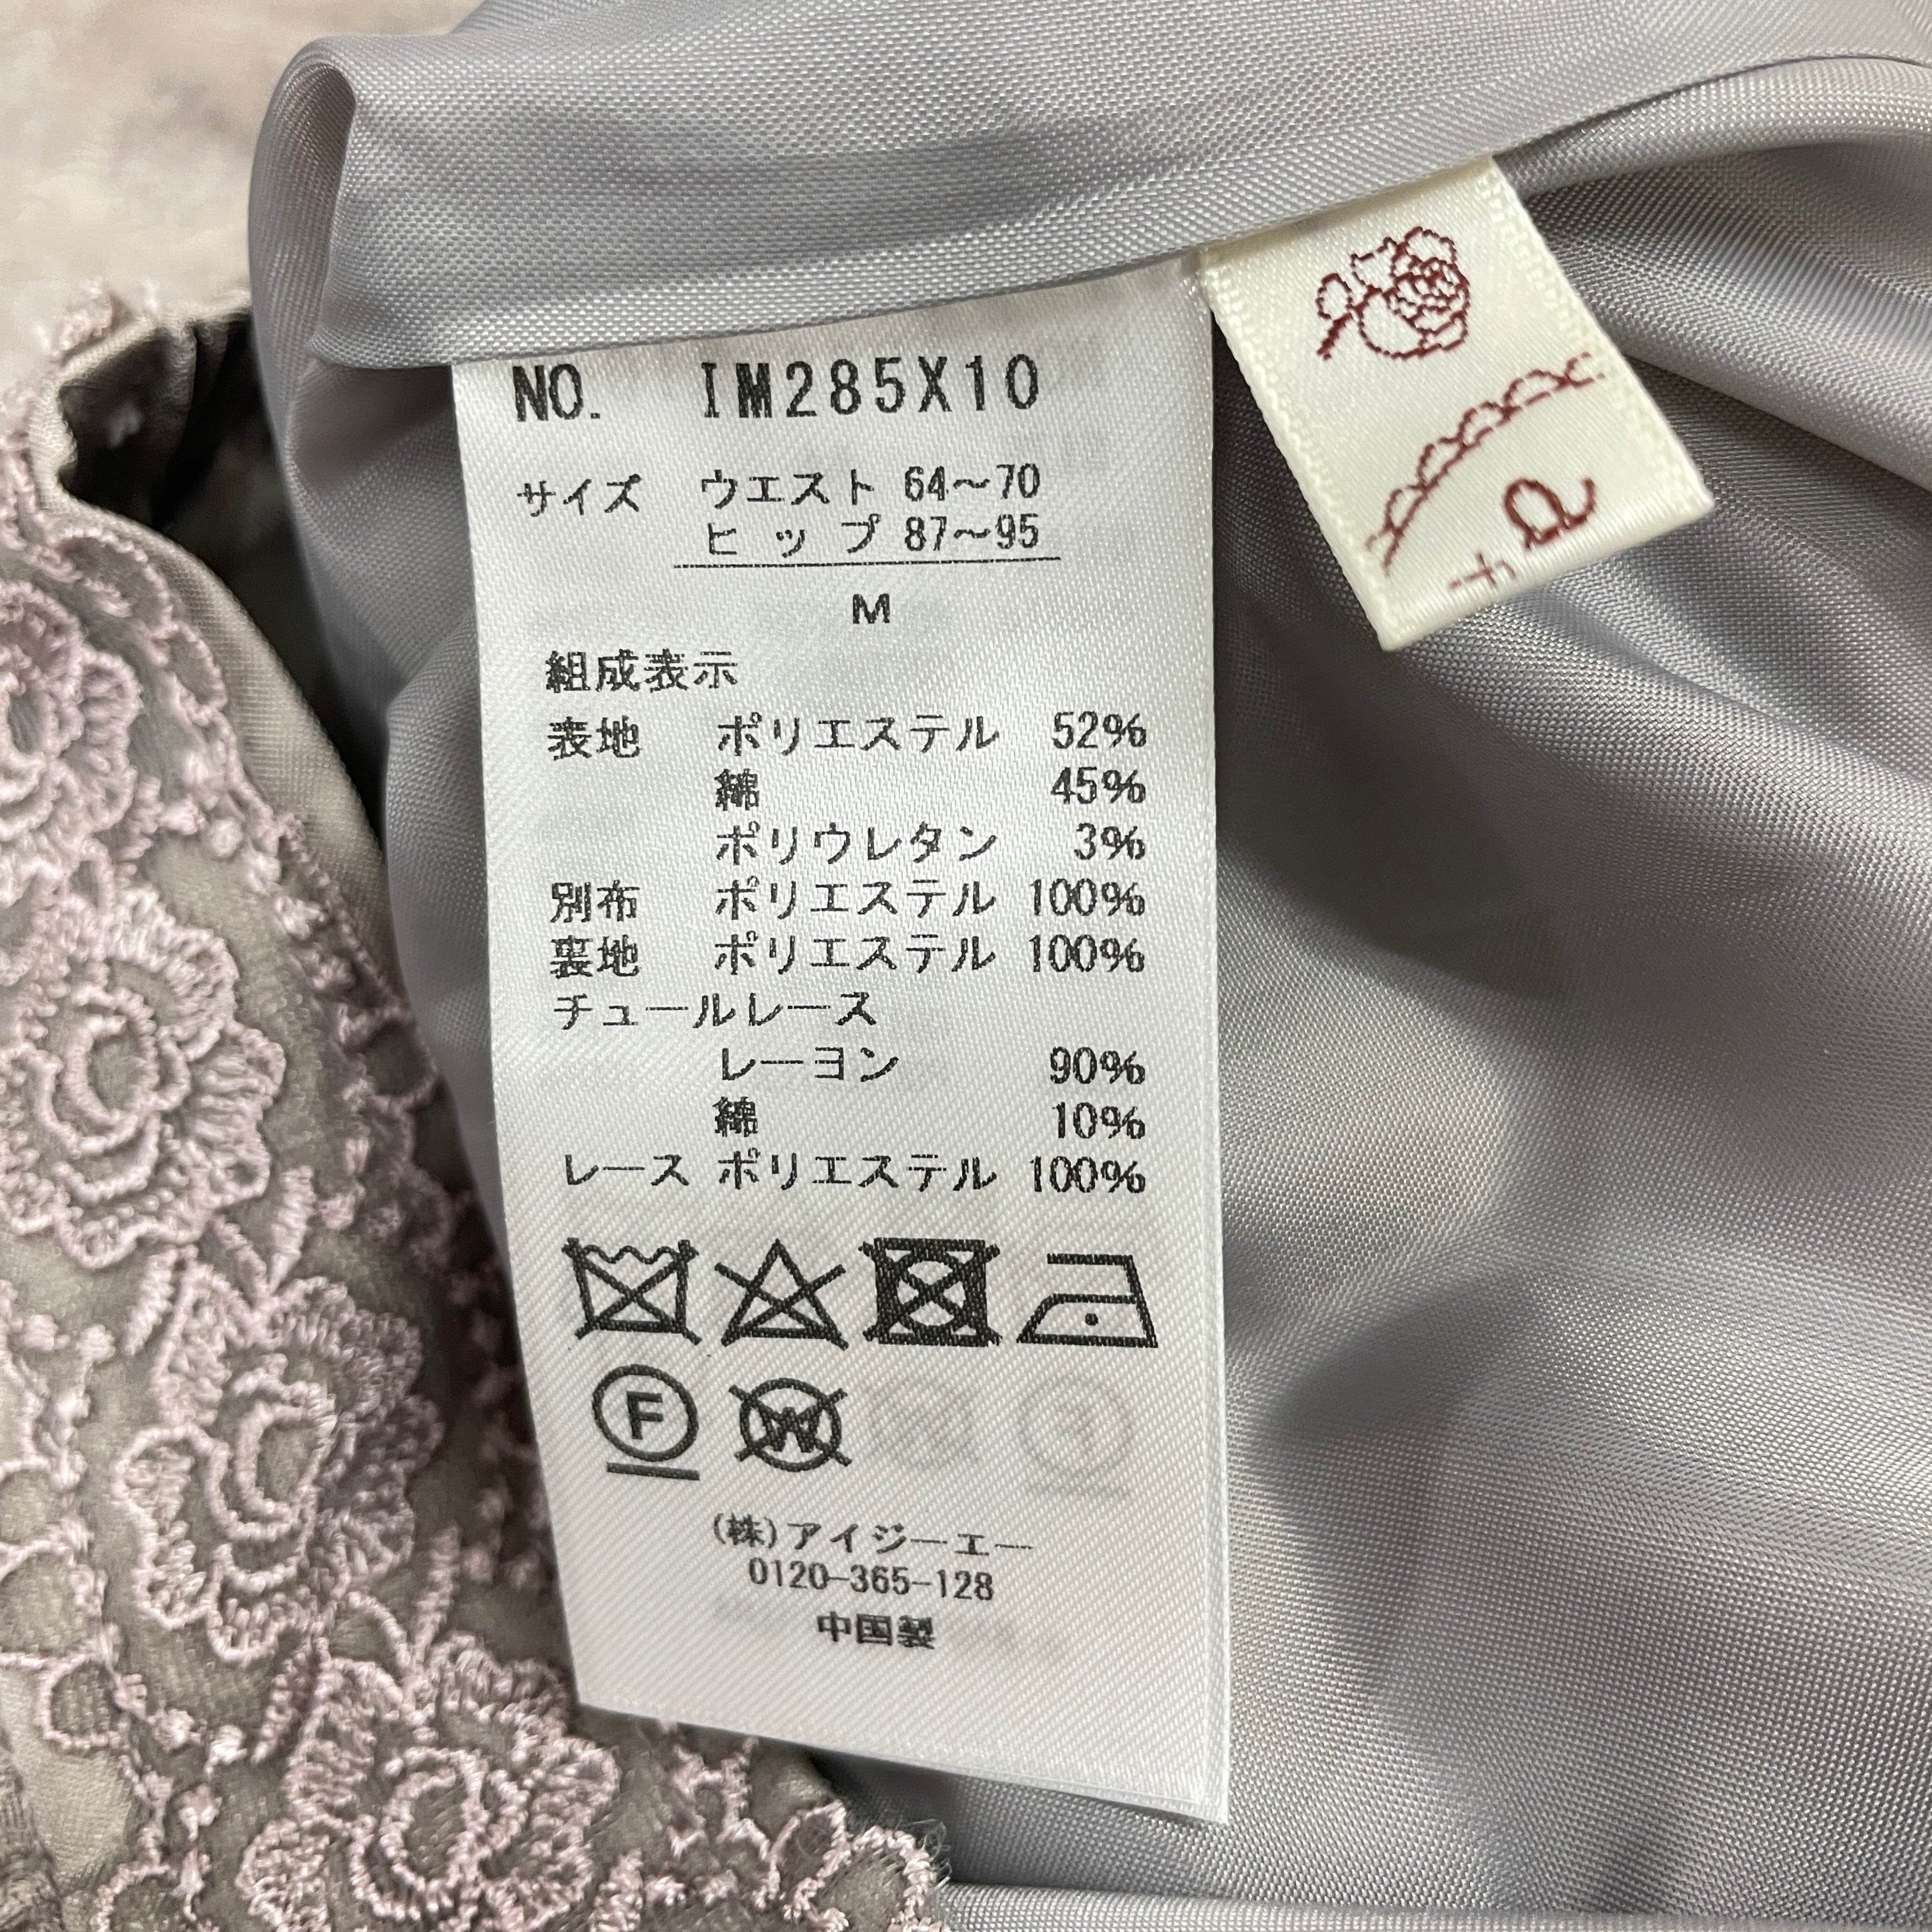 NO. IM285X10
サイズ ウエスト 64〜70
ヒップ 87〜95
M
組成表示
表地 ポリエステル 52%
綿 45%
ポリウレタン 3%
別布 ポリエステル 100%
裏地 ポリエステル 100%
チュールレース
レーヨン 90%
綿 10%
レース ポリエステル 100%
F W
(株)アイジーエー
0120-365-128
中国製